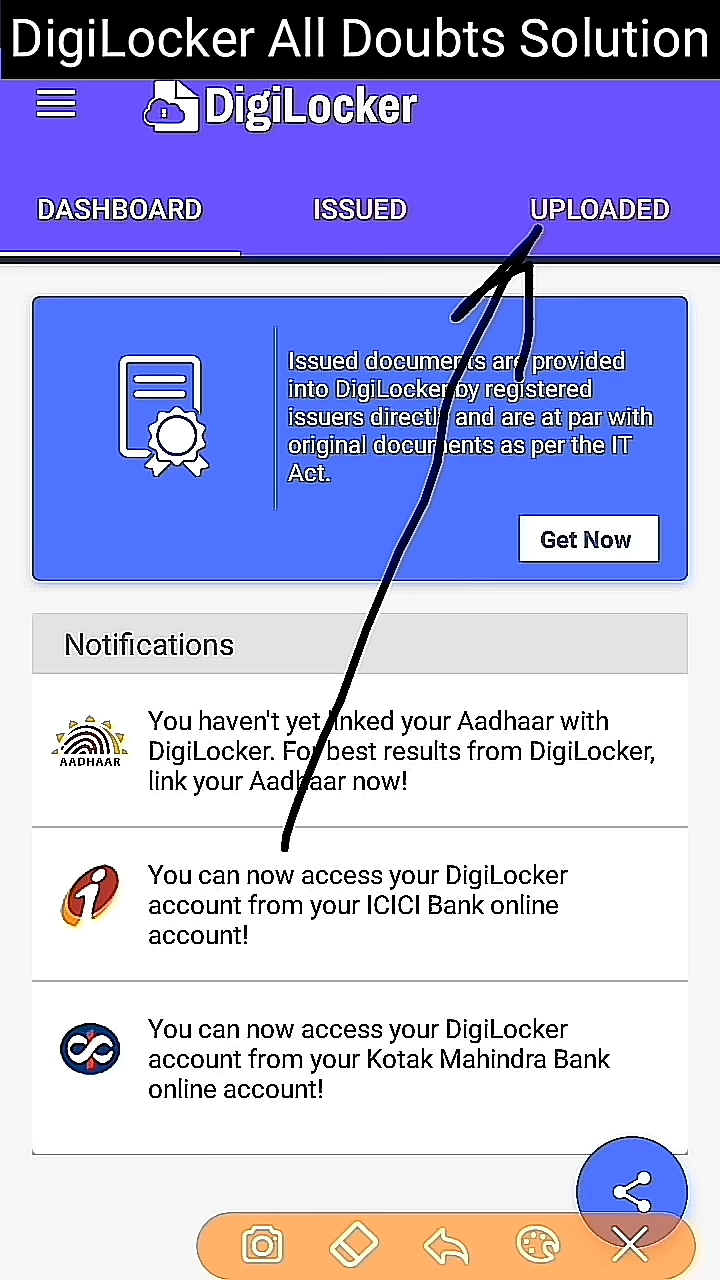 DigiLocker All Doubts Solution
DigiLocker
DASHBOARD
ISSUED
UPLOADED
Issued documents are provided
into DigiLocker by registered
issuers directly and are at par with
original documents as per the IT
Act.
Get Now
Notifications
You haven't yet linked your Aadhaar with
DigiLocker. For best results from DigiLocker,
link your Aadhaar now!
AADHAAR
You can now access your DigiLocker
account from your ICICI Bank online
account!
You can now access your DigiLocker
account from your Kotak Mahindra Bank
online account!